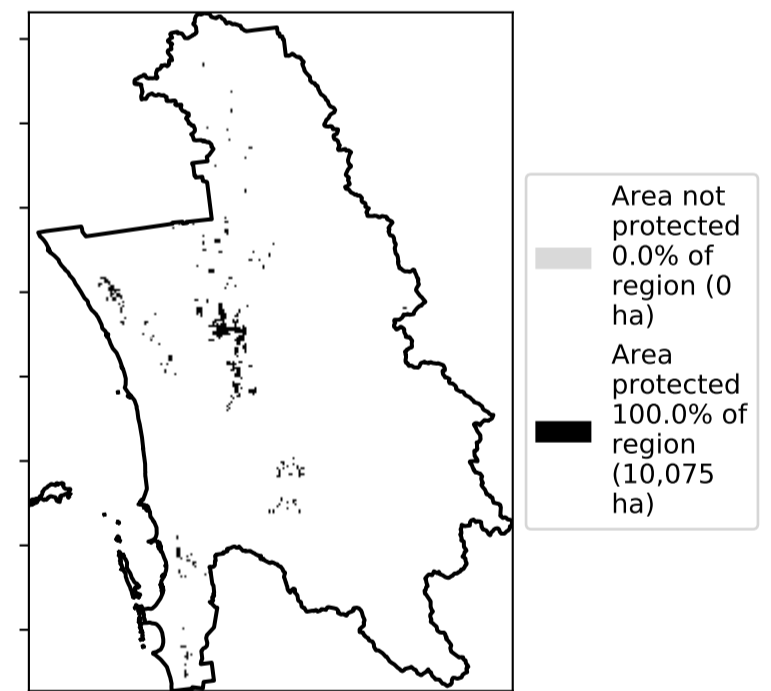 Area not
protected
0.0% of
region (0
ha)
Area
protected
100.0% of
region
(10,075
ha)